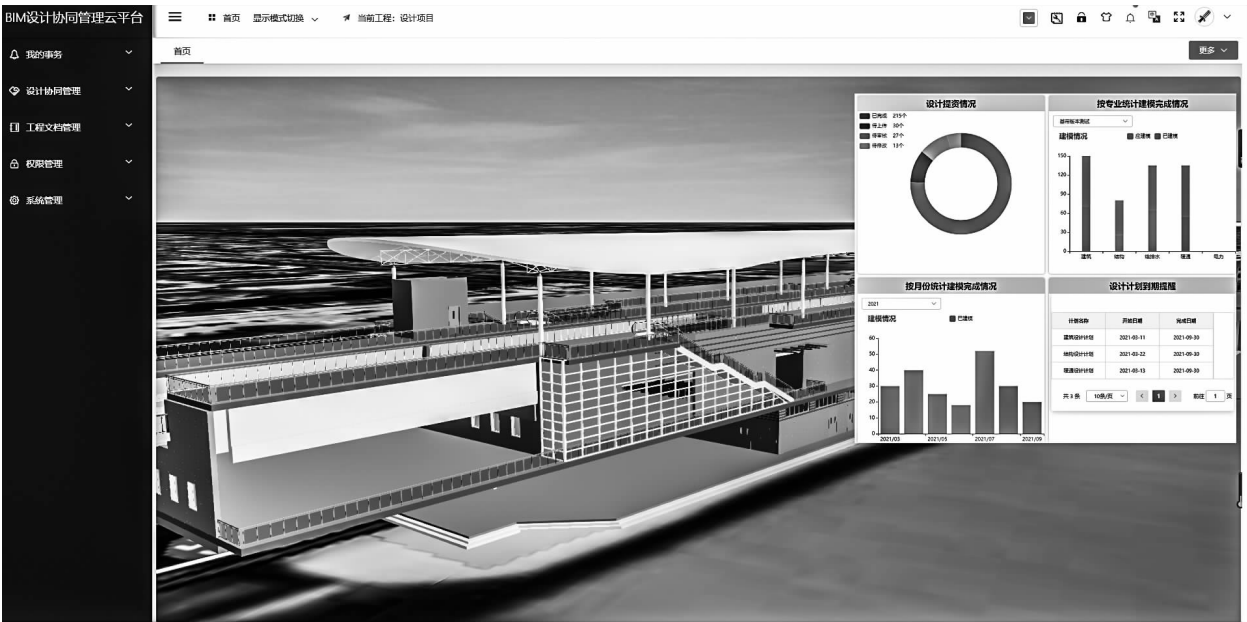 BIM设计协同管理云平台
首页 显示模式切换 当前工程：设计项目
我的事务
设计协同管理
工程文档管理
权限管理
系统管理
首页
更多
设计提资情况
已完成 215个
待上传 30个
待审核 27个
待修改 13个
按专业统计建模完成情况
建模情况
应建模 已建模
150
120
90
60
30
0
建筑 结构 给排水 暖通 电力
按月份统计建模完成情况
2021
建模情况
已建模
60
50
40
30
20
10
0
2021/03 2021/05 2021/07 2021/09
设计计划到期提醒
计划名称 开始日期 完成日期
建筑设计计划 2021-03-11 2021-09-30
结构设计计划 2021-03-22 2021-09-30
暖通设计计划 2021-03-13 2021-09-30
共 3 条 10条/页 1 前往 1 页